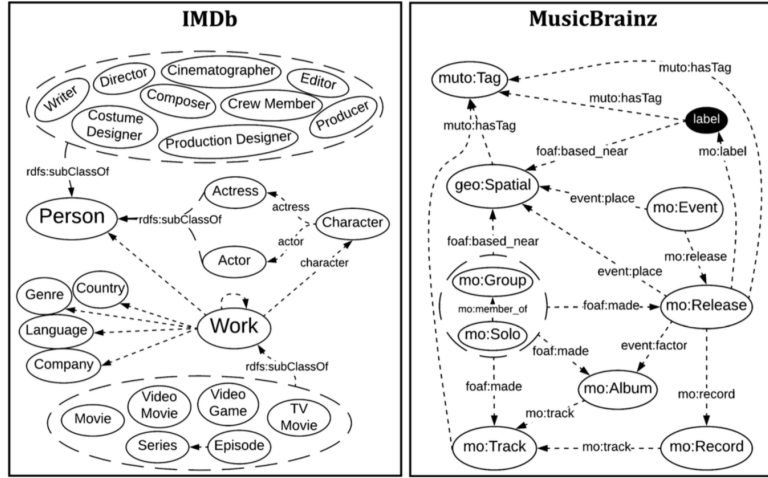 IMDb
Writer
Director
Cinematographer
Editor
Composer
Crew Member
Producer
Costume
Designer
Production Designer
rdfs:subClassOf
Person
rdfs:subClassOf
Actress
actress
Character
actor
Actor
character
Genre
Country
Language
Company
Work
rdfs:subClassOf
Movie
Video
Movie
Video
Game
TV
Movie
Series
Episode
MusicBrainz
muto:Tag
muto:hasTag
muto:hasTag
label
muto:hasTag
foaf:based_near
mo:label
geo:Spatial
event:place
mo:Event
foaf:based_near
mo:release
event:place
mo:Group
mo:member_of
mo:Solo
foaf:made
mo:Release
foaf:made
event:factor
foaf:made
mo:Album
mo:record
mo:track
mo:Track
mo:track
mo:Record